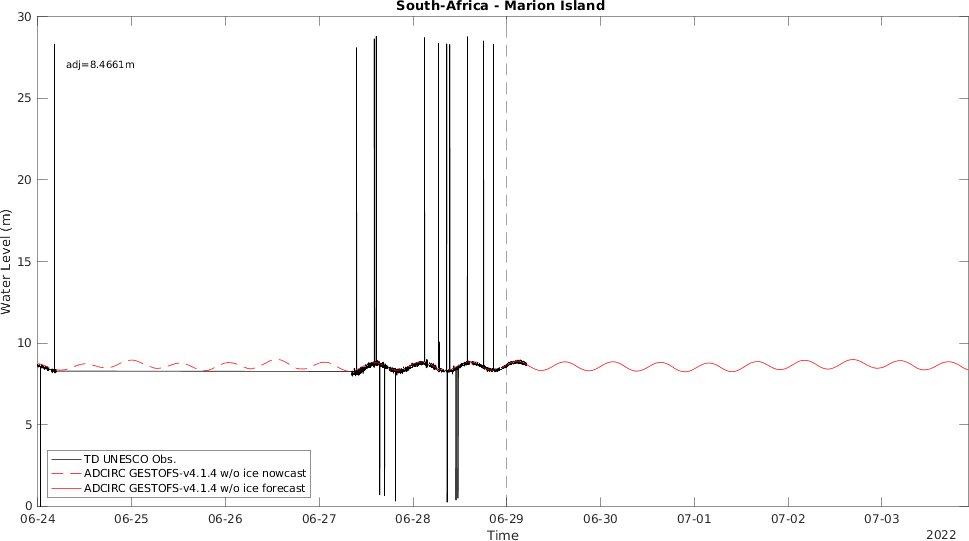 South-Africa - Marion Island
30
adj=8.4661m
25
20
15
Water Level (m)
10
5
TD UNESCO Obs.
ADCIRC GESTOFS-v4.1.4 w/o ice nowcast
ADCIRC GESTOFS-v4.1.4 w/o ice forecast
0
06-24 06-25 06-26 06-27 06-28 06-29 06-30 07-01 07-02 07-03
Time
2022